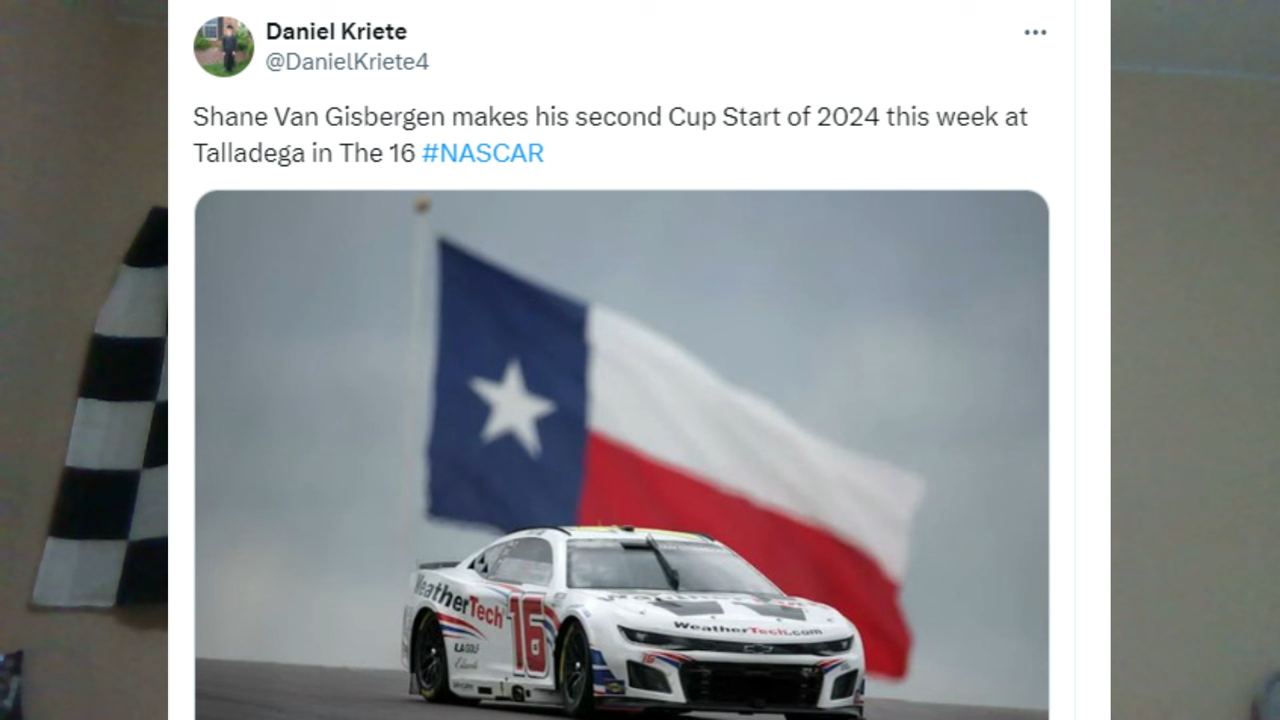 Daniel Kriete
@DanielKriete4
Shane Van Gisbergen makes his second Cup Start of 2024 this week at
Talladega in The 16 #NASCAR
WeatherTech
16
WeatherTech.com
16